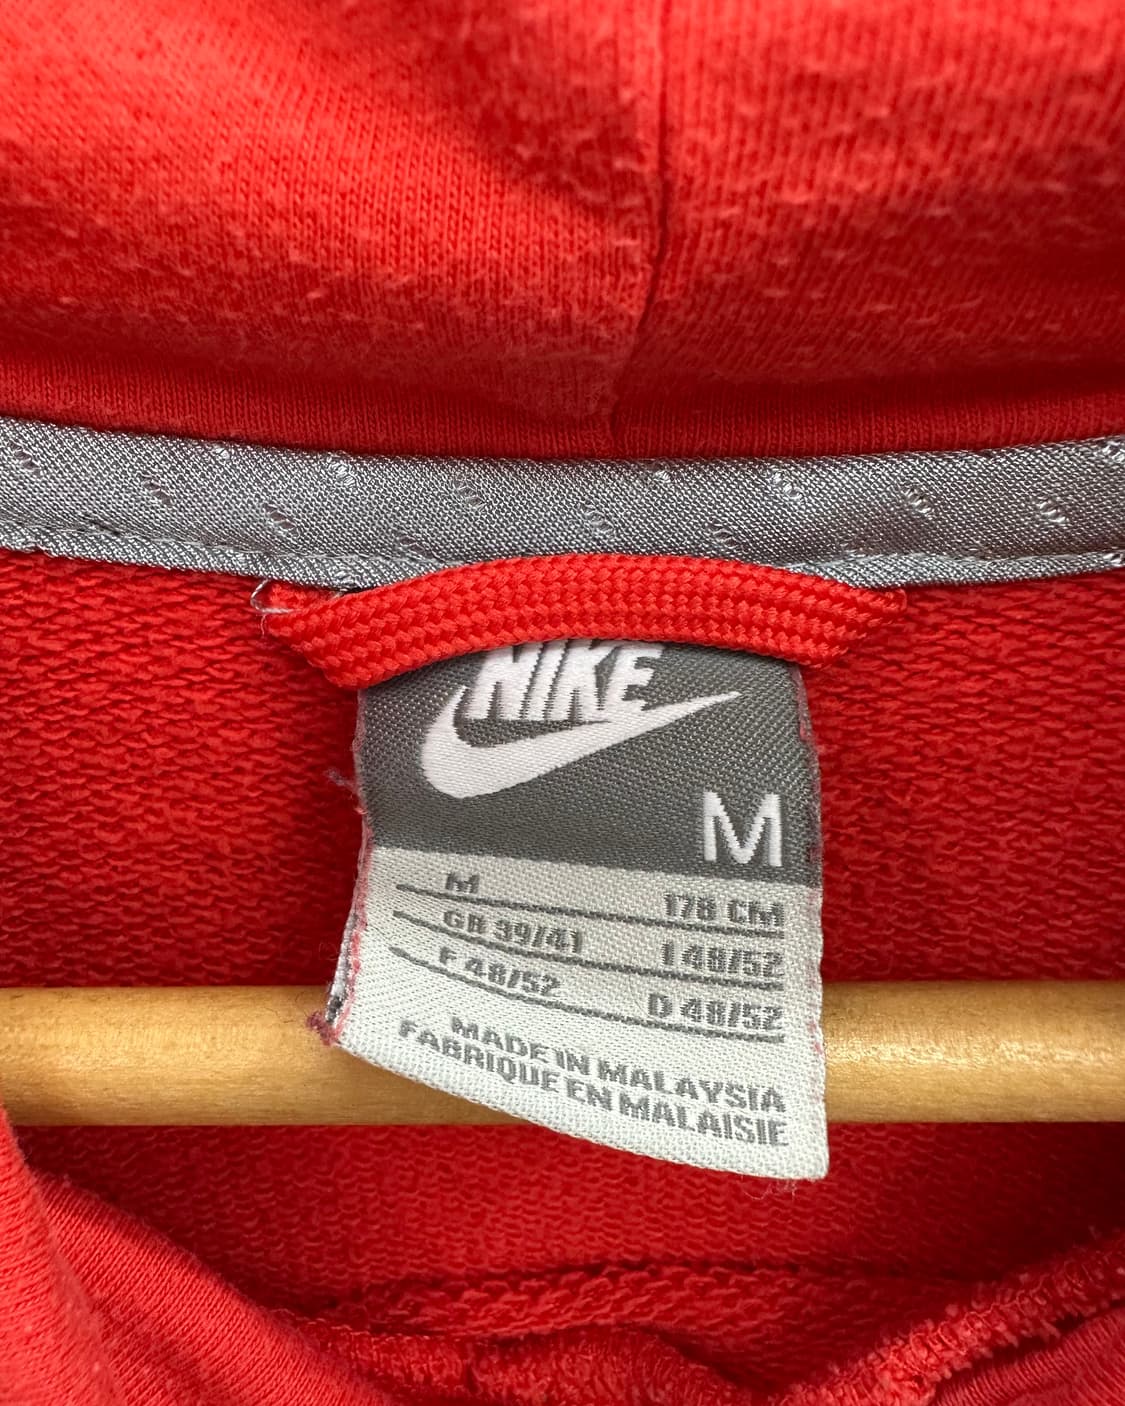 NIKE
M
M 178 CM
GB 39/41 I 48/52
F 48/52 D 48/52
MADE IN MALAYSIA
FABRIQUE EN MALAISIE